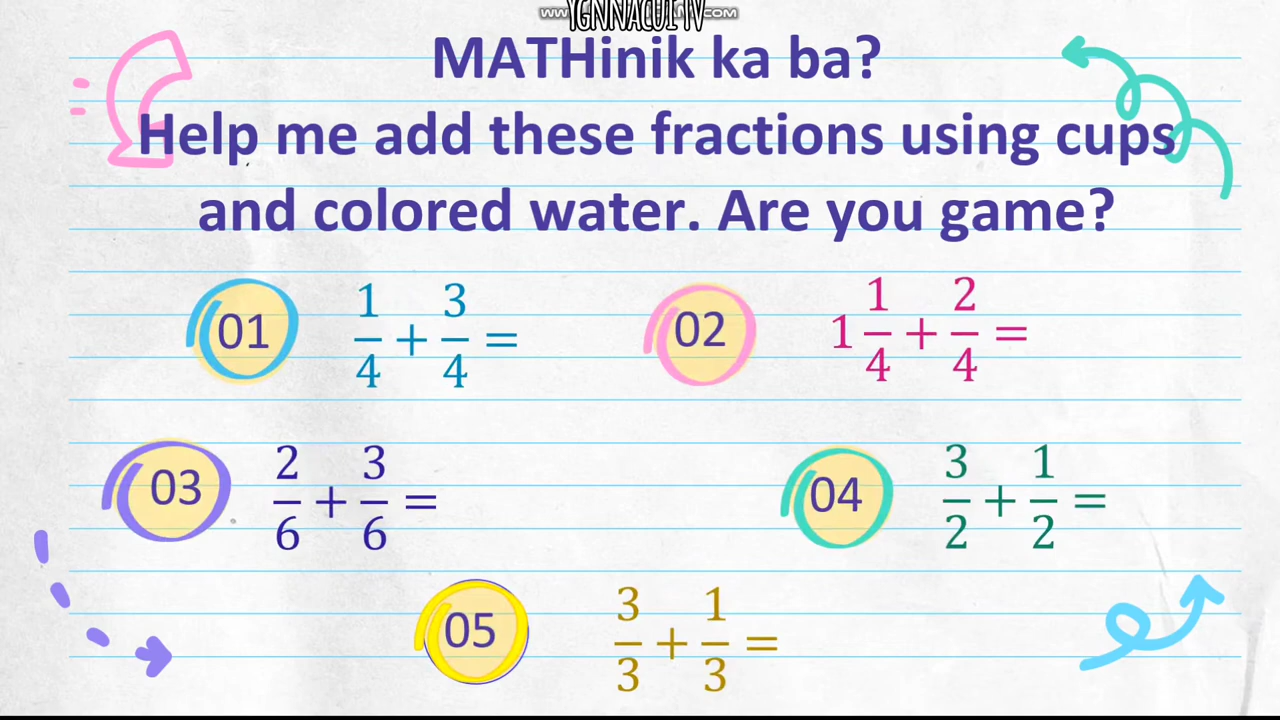 YGNNACUI TV
MATHinik ka ba?
Help me add these fractions using cups
and colored water. Are you game?
01 1/4 + 3/4 =
02 1 1/4 + 2/4 =
03 2/6 + 3/6 =
04 3/2 + 1/2 =
05 3/3 + 1/3 =